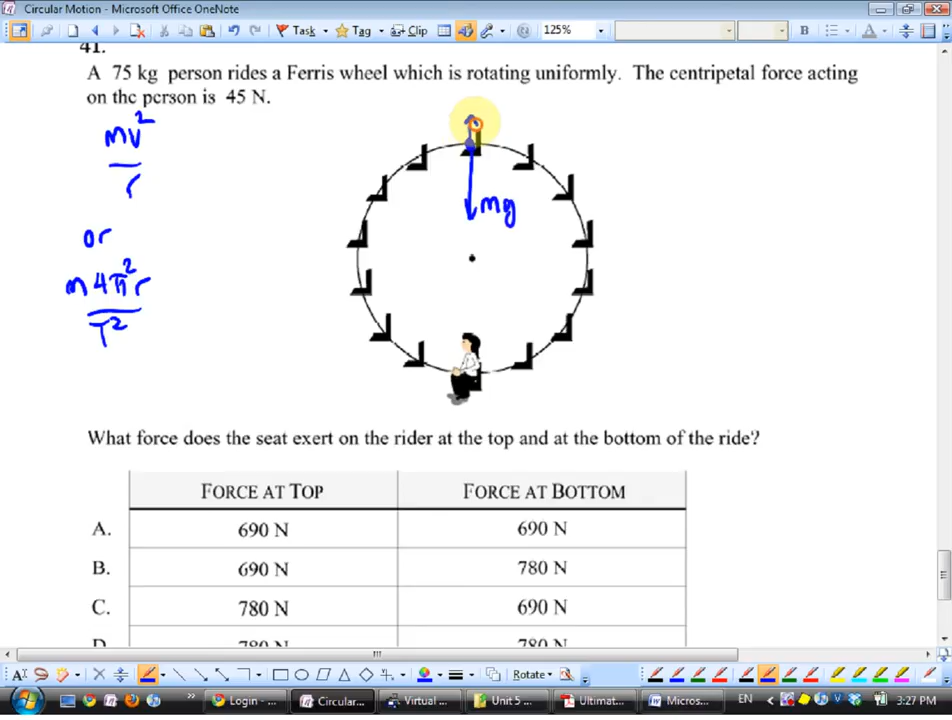 Circular Motion - Microsoft Office OneNote
Task
Tag
Clip
125%
B
A
41.
A 75 kg person rides a Ferris wheel which is rotating uniformly. The centripetal force acting
on the person is 45 N.
mv²
r
or
m4π²r
T²
mg
What force does the seat exert on the rider at the top and at the bottom of the ride?
FORCE AT TOP FORCE AT BOTTOM
A. 690 N 690 N
B. 690 N 780 N
C. 780 N 690 N
D. 780 N 780 N
Rotate
Login - ...
Circular...
Virtual ...
Unit 5 ...
Ultimat...
Micros...
EN
3:27 PM